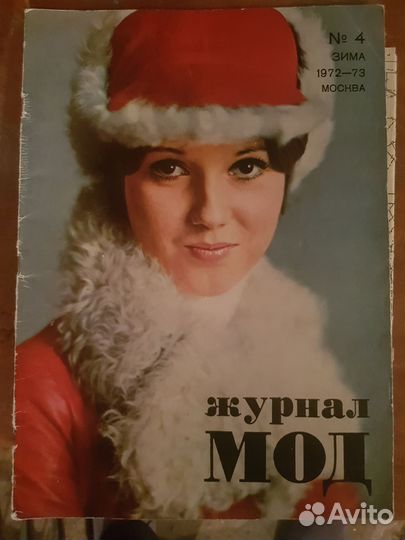 № 4
ЗИМА
1972—73
МОСКВА
журнал
МОД
Avito